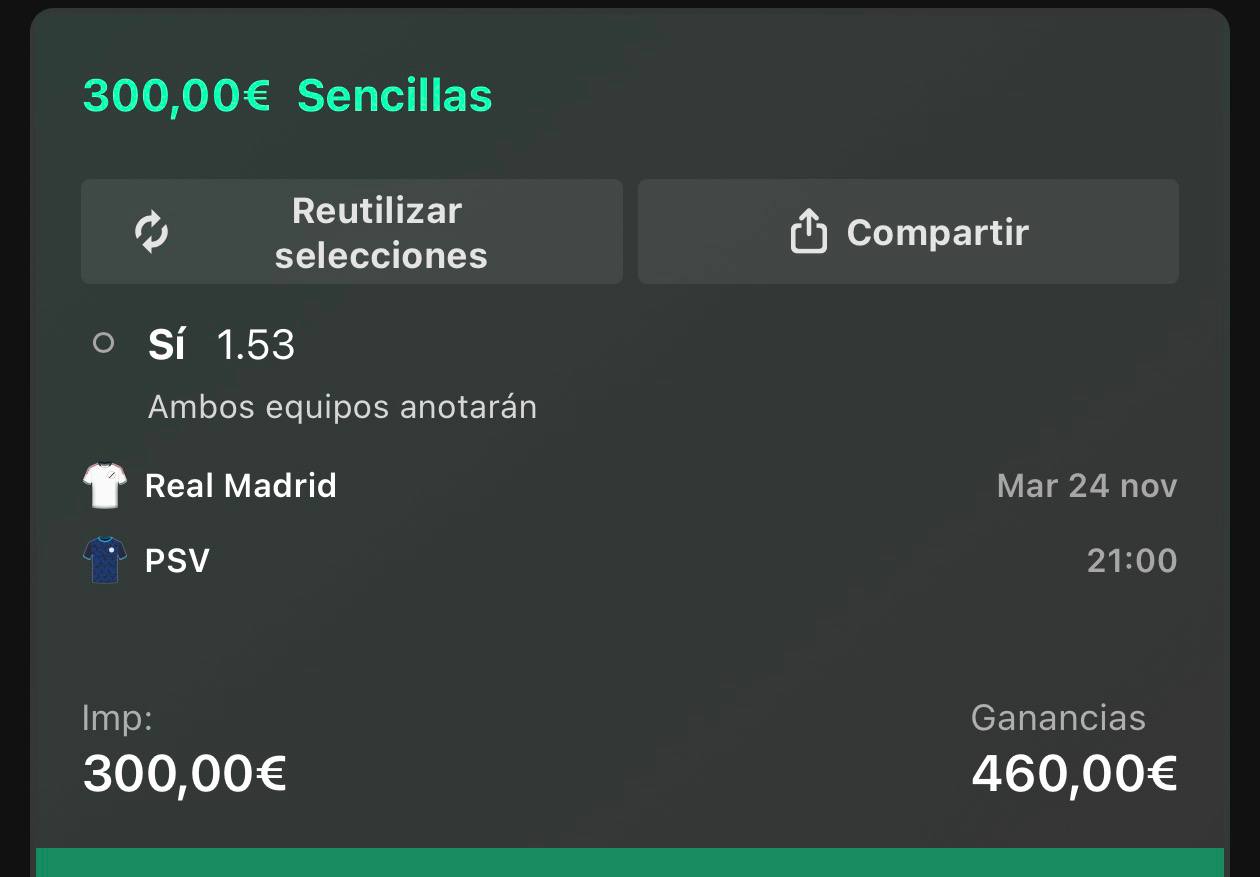 300,00€ Sencillas
Reutilizar
selecciones
Compartir
Sí 1.53
Ambos equipos anotarán
Real Madrid
Mar 24 nov
PSV
21:00
Imp:
Ganancias
300,00€
460,00€